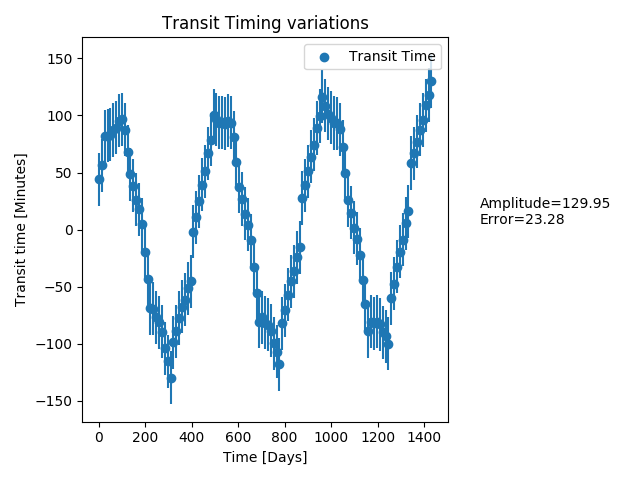 Transit Timing variations
Transit Time
150
100
50
0
−50
−100
−150
Transit time [Minutes]
0
200
400
600
800
1000
1200
1400
Time [Days]
Amplitude=129.95
Error=23.28